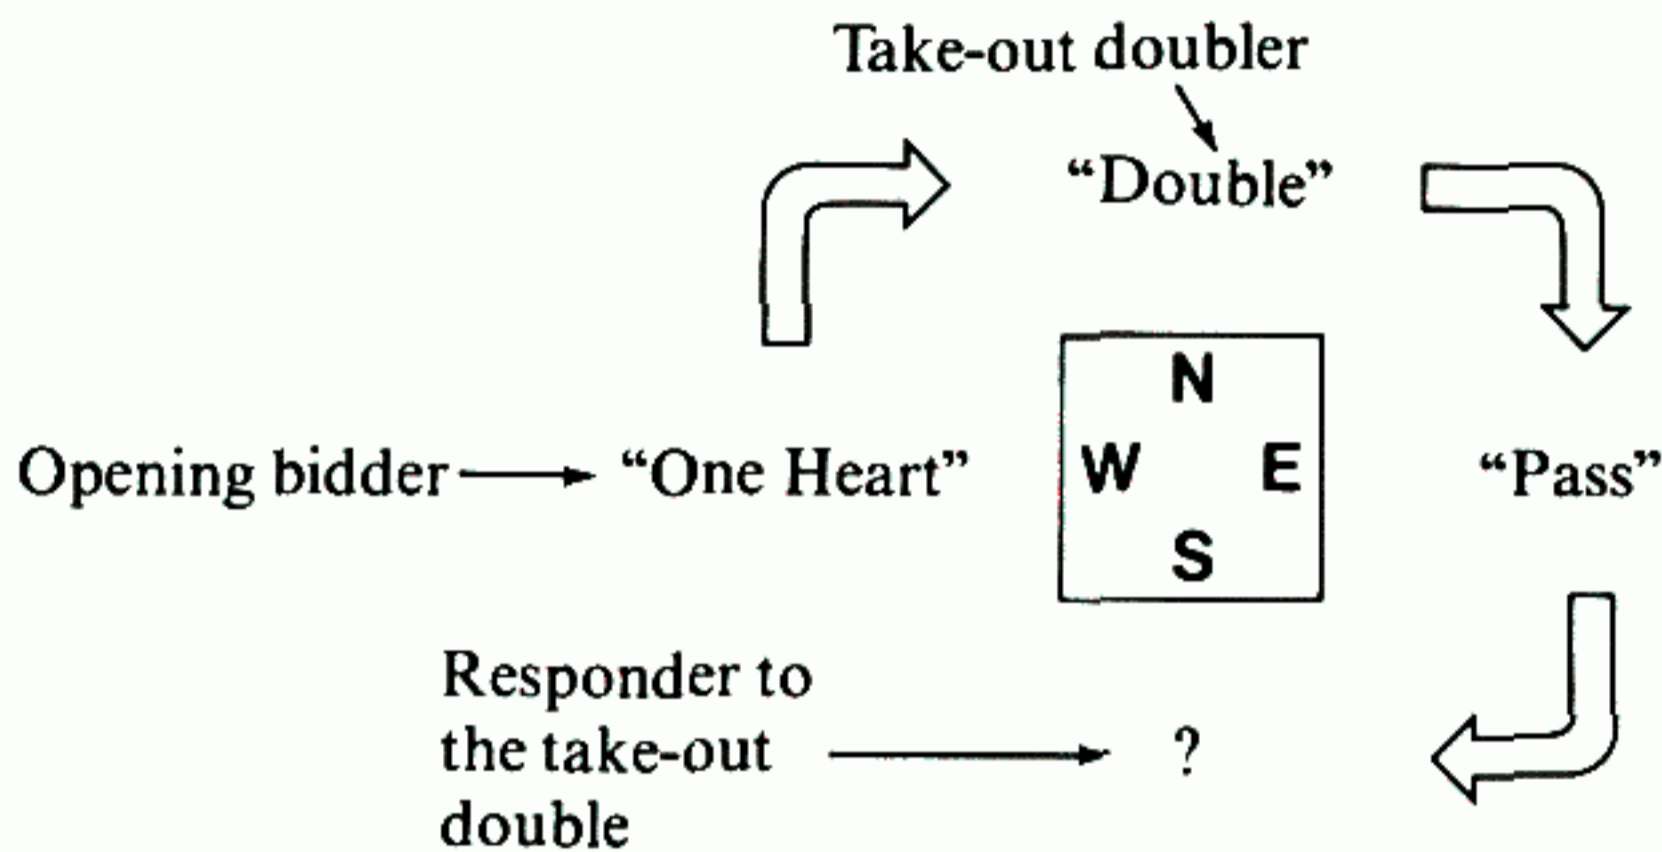 Take-out doubler
“Double”
N
Opening bidder “One Heart” W E “Pass”
S
Responder to
the take-out ?
double